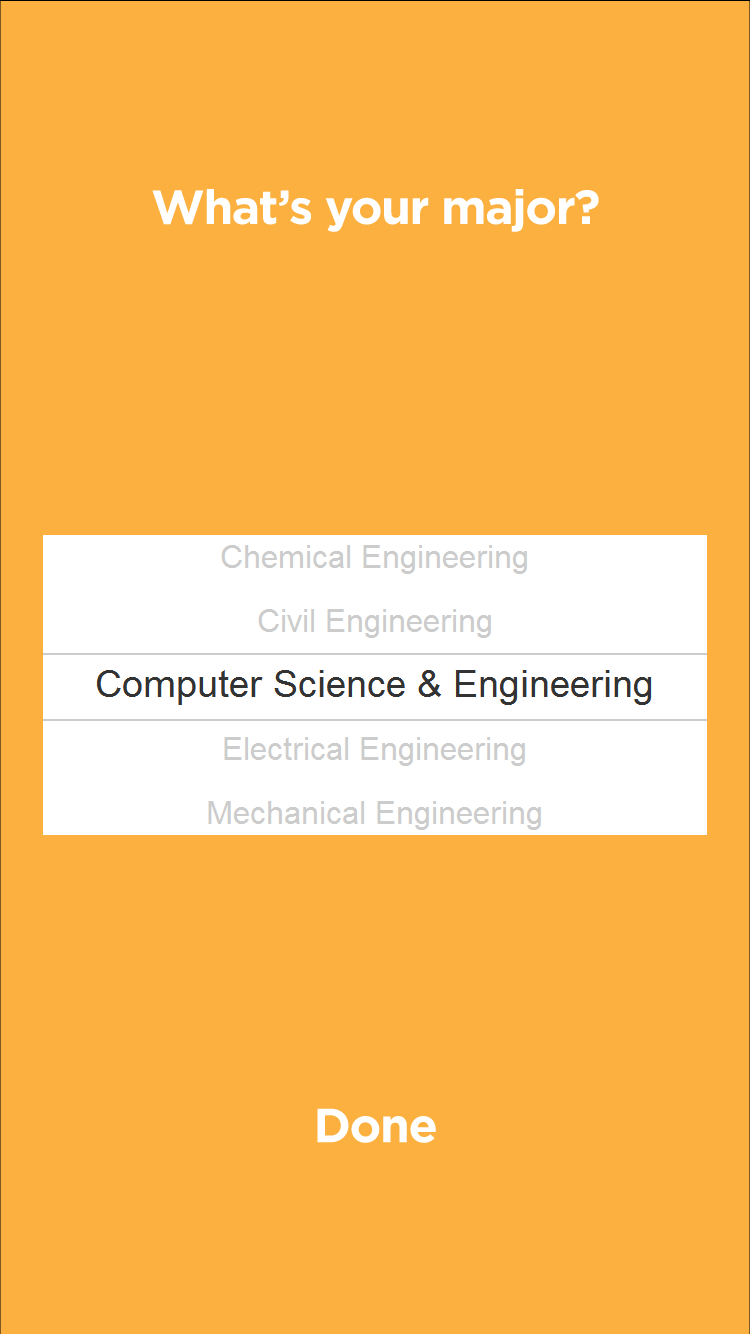 What’s your major?
Chemical Engineering
Civil Engineering
Computer Science & Engineering
Electrical Engineering
Mechanical Engineering
Done